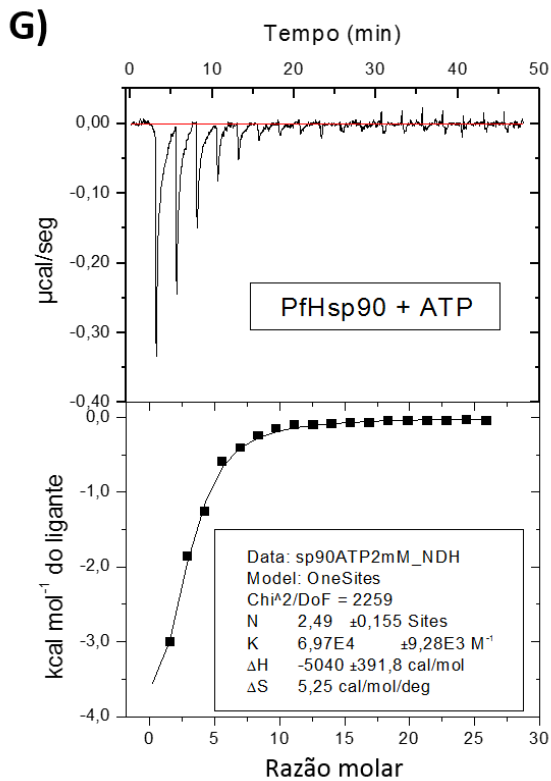 G)
Tempo (min)
0 10 20 30 40 50
0,00
-0,10
-0,20
-0,30
-0,40
µcal/seg
PfHsp90 + ATP
0,0
-1,0
-2,0
-3,0
-4,0
kcal mol⁻¹ do ligante
Data: sp90ATP2mM_NDH
Model: OneSites
Chi^2/DoF = 2259
N 2,49 ±0,155 Sites
K 6,97E4 ±9,28E3 M⁻¹
ΔH -5040 ±391,8 cal/mol
ΔS 5,25 cal/mol/deg
0 5 10 15 20 25 30
Razão molar